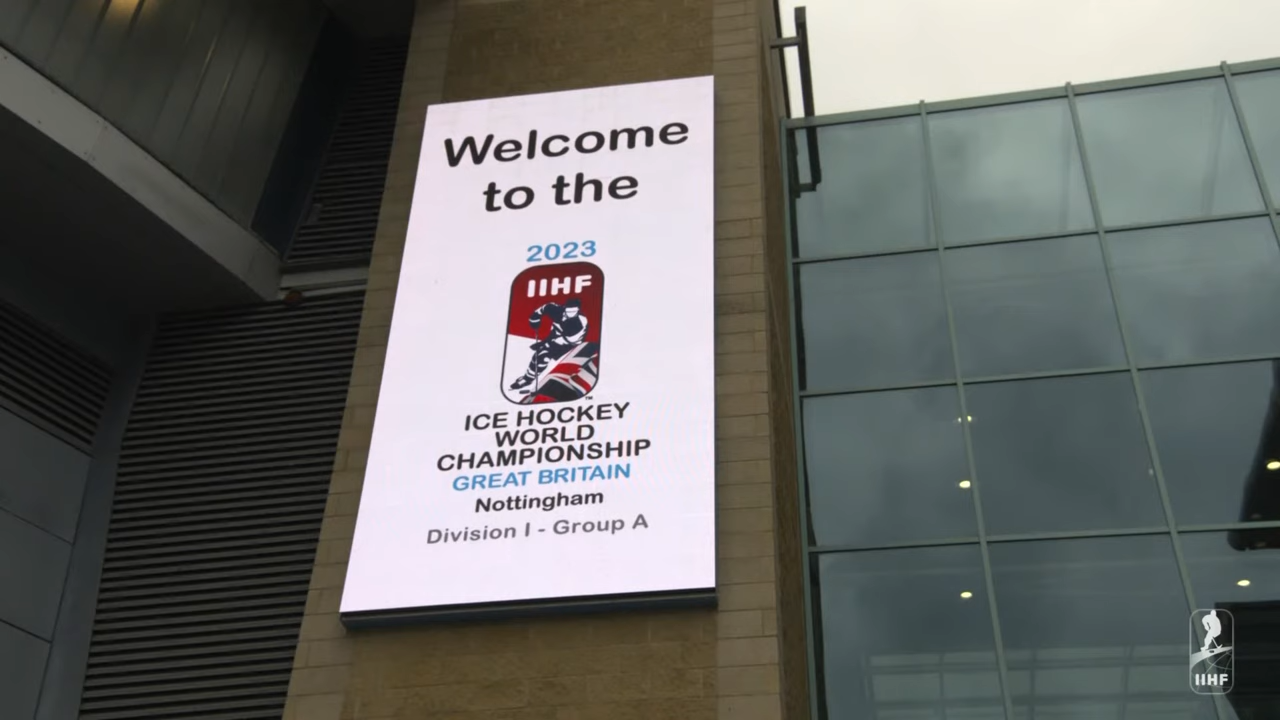 Welcome
to the
2023
IIHF
ICE HOCKEY
WORLD
CHAMPIONSHIP
GREAT BRITAIN
Nottingham
Division I - Group A
IIHF